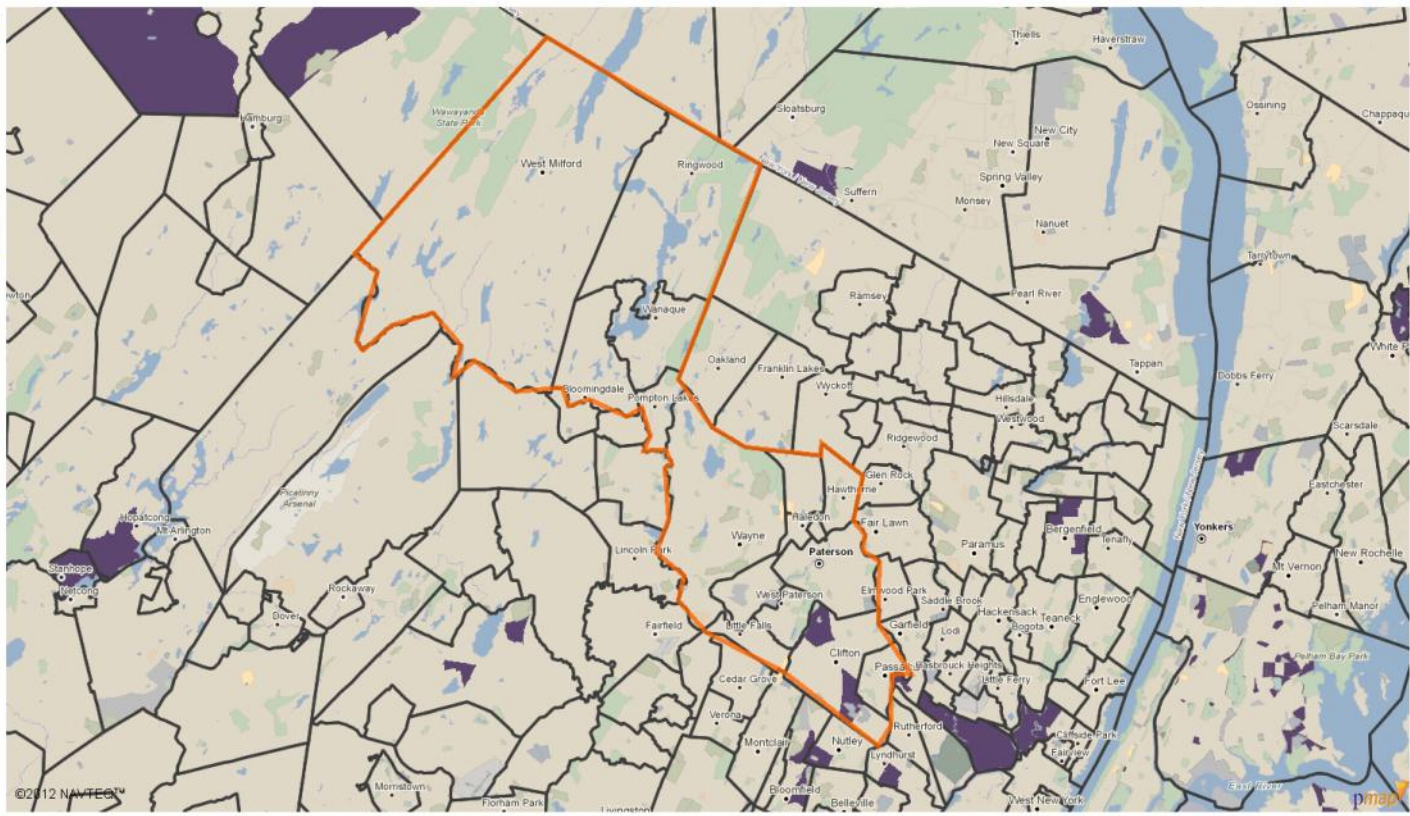 Thiells
Haverstraw
Ossining
Sloatsburg
Chappaqu
Wawayanda
State Park
Hamburg
New City
New Square
West Milford
Ringwood
Suffern
Spring Valley
Monsey
Nanuet
Tarrytown
ewton
Ramsey
Pearl River
Wanaque
White P
Oakland
Tappan
Franklin Lakes
Dobbs Ferry
Wyckoff
Bloomingdale
Pompton Lakes
Hillsdale
Westwood
Scarsdale
Ridgewood
Glen Rock
Eastchester
Picatinny
Arsenal
Hawthorne
Hopatcong
Mt Arlington
Haledon
Fair Lawn
Bergenfield
Yonkers
Wayne
Paramus
Tenafly
Lincoln Park
Paterson
New Rochelle
Stanhope
Mt Vernon
Netcong
Rockaway
Elmwood Park
West Paterson
Saddle Brook
Englewood
Pelham Manor
Dover
Hackensack
Teaneck
Fairfield
Little Falls
Garfield
Lodi
Bogota
Clifton
Pelham Bay Park
Passaic
Hasbrouck Heights
Cedar Grove
Little Ferry
Fort Lee
Verona
Rutherford
Cliffside Park
Montclair
Nutley
Lyndhurst
Fairview
Morristown
Bloomfield
East River
©2012 NAVTEQ™
Florham Park
Livingston
Belleville
West New York
pmap